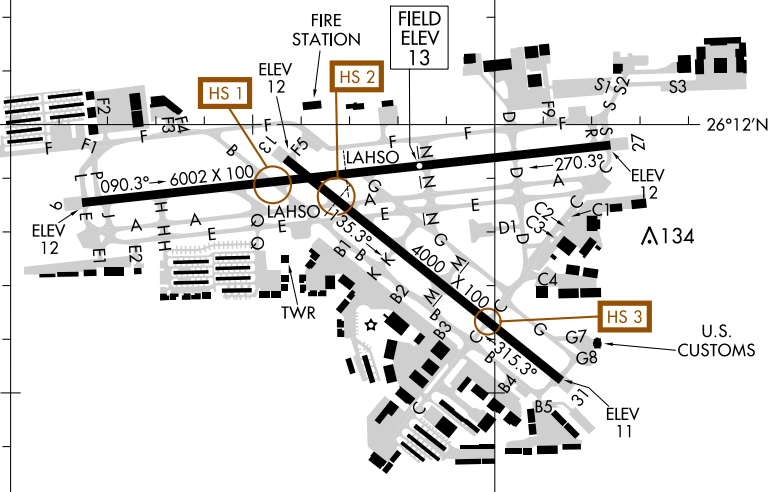 FIRE
STATION
FIELD
ELEV
13
HS 1
ELEV
12
HS 2
S1
S2
S3
S
F2
F3
F4
F
F1
F
F
B
13
F5
F
F
D
F9
S
R
27
26°12'N
LAHSO
N
N
N
D
270.3°
C
ELEV
12
090.3°
6002 X 100
9
P
L
E
J
ELEV
12
H
H
A
E
A
E
Q
Q
E
LAHSO
135.3°
G
A
E
E
A
D1
D
C2
C3
C1
134
E1
E2
B1
B
K
K
G
M
4000 X 100
M
B2
B
B3
C4
C
TWR
HS 3
C
B
315.3°
G
G7
G8
U.S.
CUSTOMS
B4
31
ELEV
11
B5
C